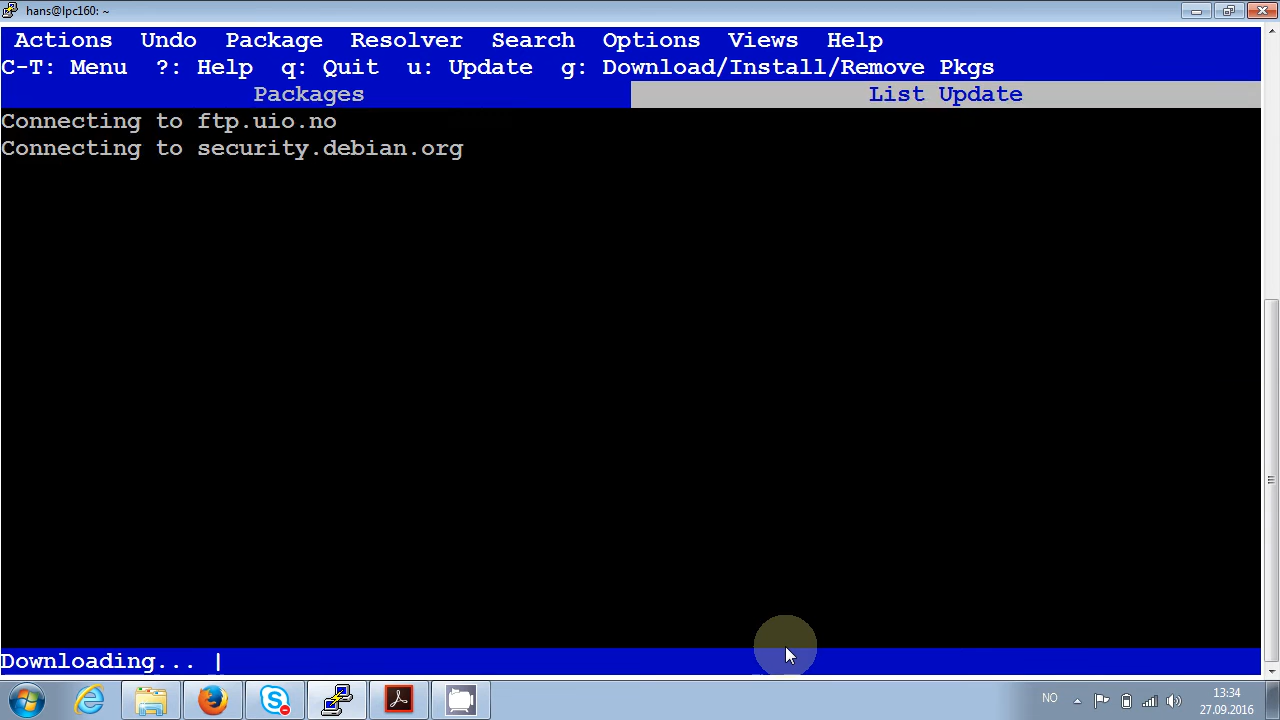 hans@lpc160: ~
Actions Undo Package Resolver Search Options Views Help
C-T: Menu ?: Help q: Quit u: Update g: Download/Install/Remove Pkgs
Packages List Update
Connecting to ftp.uio.no
Connecting to security.debian.org
Downloading... |
NO 13:34
27.09.2016